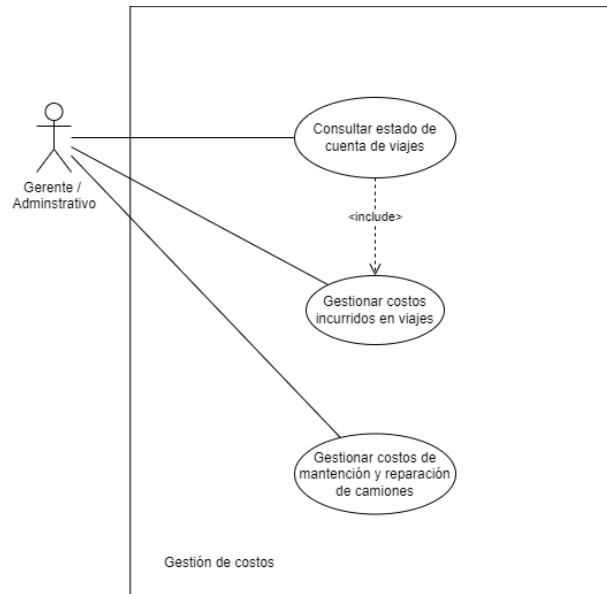 Consultar estado de
cuenta de viajes
Gerente /
Adminstrativo
<include>
Gestionar costos
incurridos en viajes
Gestionar costos de
mantención y reparación
de camiones
Gestión de costos